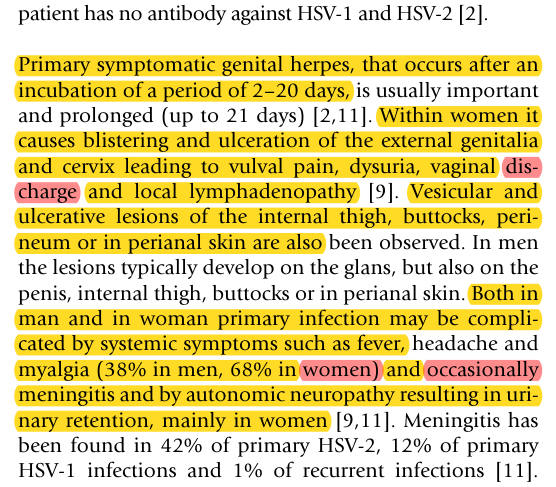 patient has no antibody against HSV-1 and HSV-2 [2].
Primary symptomatic genital herpes, that occurs after an
incubation of a period of 2–20 days, is usually important
and prolonged (up to 21 days) [2,11]. Within women it
causes blistering and ulceration of the external genitalia
and cervix leading to vulval pain, dysuria, vaginal dis-
charge and local lymphadenopathy [9]. Vesicular and
ulcerative lesions of the internal thigh, buttocks, peri-
neum or in perianal skin are also been observed. In men
the lesions typically develop on the glans, but also on the
penis, internal thigh, buttocks or in perianal skin. Both in
man and in woman primary infection may be compli-
cated by systemic symptoms such as fever, headache and
myalgia (38% in men, 68% in women) and occasionally
meningitis and by autonomic neuropathy resulting in uri-
nary retention, mainly in women [9,11]. Meningitis has
been found in 42% of primary HSV-2, 12% of primary
HSV-1 infections and 1% of recurrent infections [11].